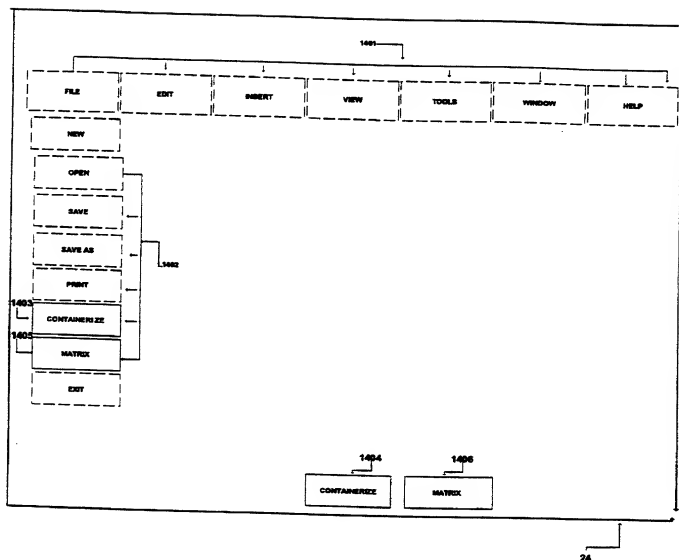 1401
FILE EDIT INSERT VIEW TOOLS WINDOW HELP
NEW
OPEN
SAVE
SAVE AS
1402
PRINT
1403
CONTAINERIZE
1405
MATRIX
EXIT
1404 1406
CONTAINERIZE MATRIX
24